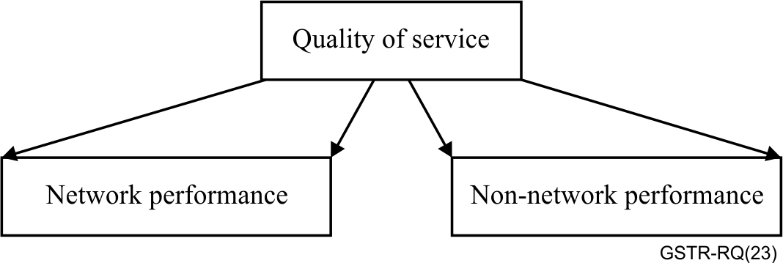 Quality of service
Network performance
Non-network performance
GSTR-RQ(23)